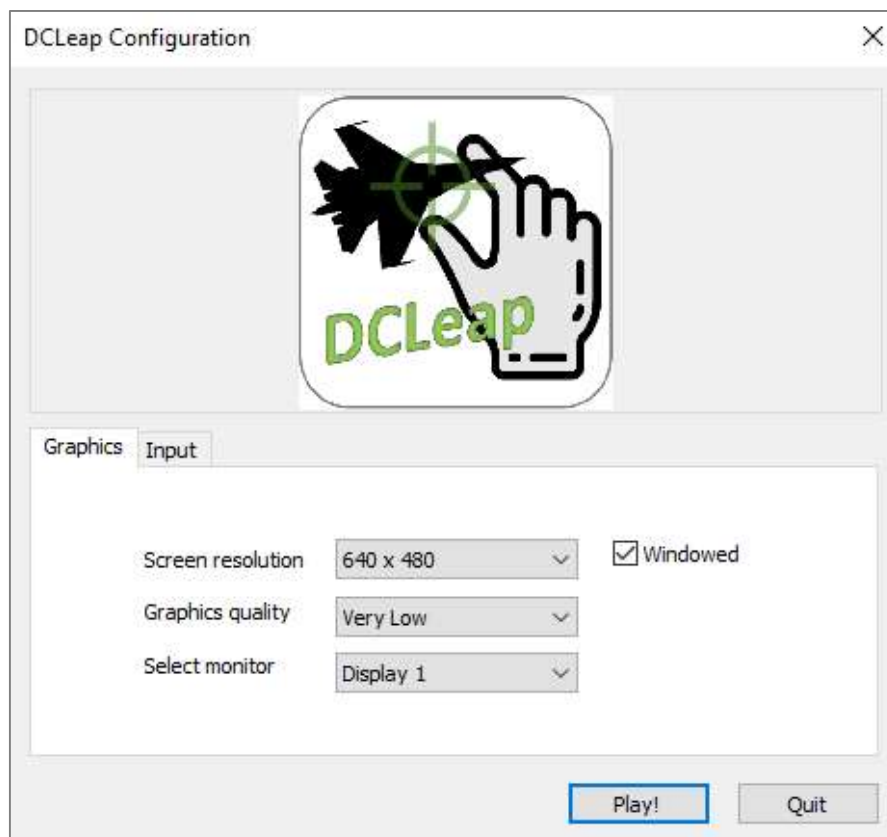 DCLeap Configuration
DCLeap
Graphics Input
Screen resolution 640 x 480 Windowed
Graphics quality Very Low
Select monitor Display 1
Play! Quit